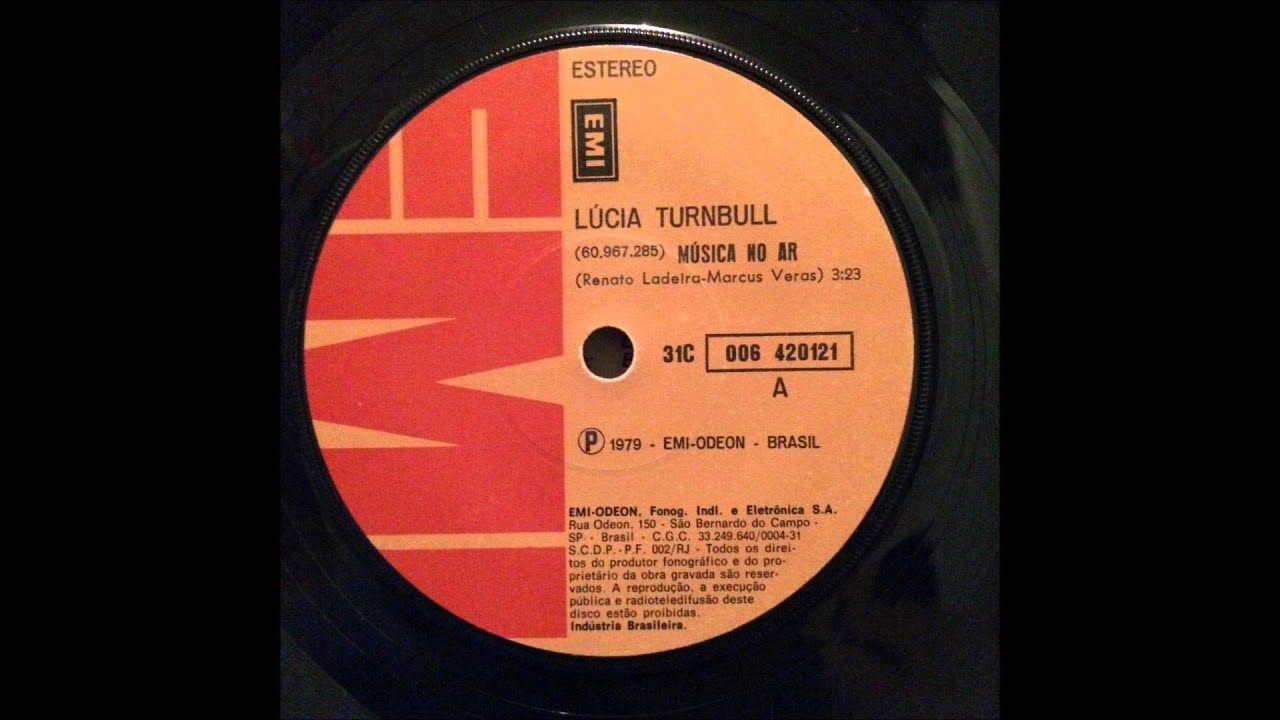 ESTEREO
EMI
LÚCIA TURNBULL
(60.967.285) MÚSICA NO AR
(Renato Ladeira-Marcus Veras) 3:23
31C 006 420121
A
Ⓟ 1979 - EMI-ODEON - BRASIL
EMI-ODEON, Fonog. Indl. e Eletrônica S.A.
Rua Odeon, 150 - São Bernardo do Campo -
SP - Brasil - C.G.C. 33.249.640/0004-31
S.C.D.P. - P.F. 002/RJ - Todos os direi-
tos do produtor fonográfico e do pro-
prietário da obra gravada são reser-
vados. A reprodução, a execução
pública e radioteledifusão deste
disco estão proibidas.
Indústria Brasileira.